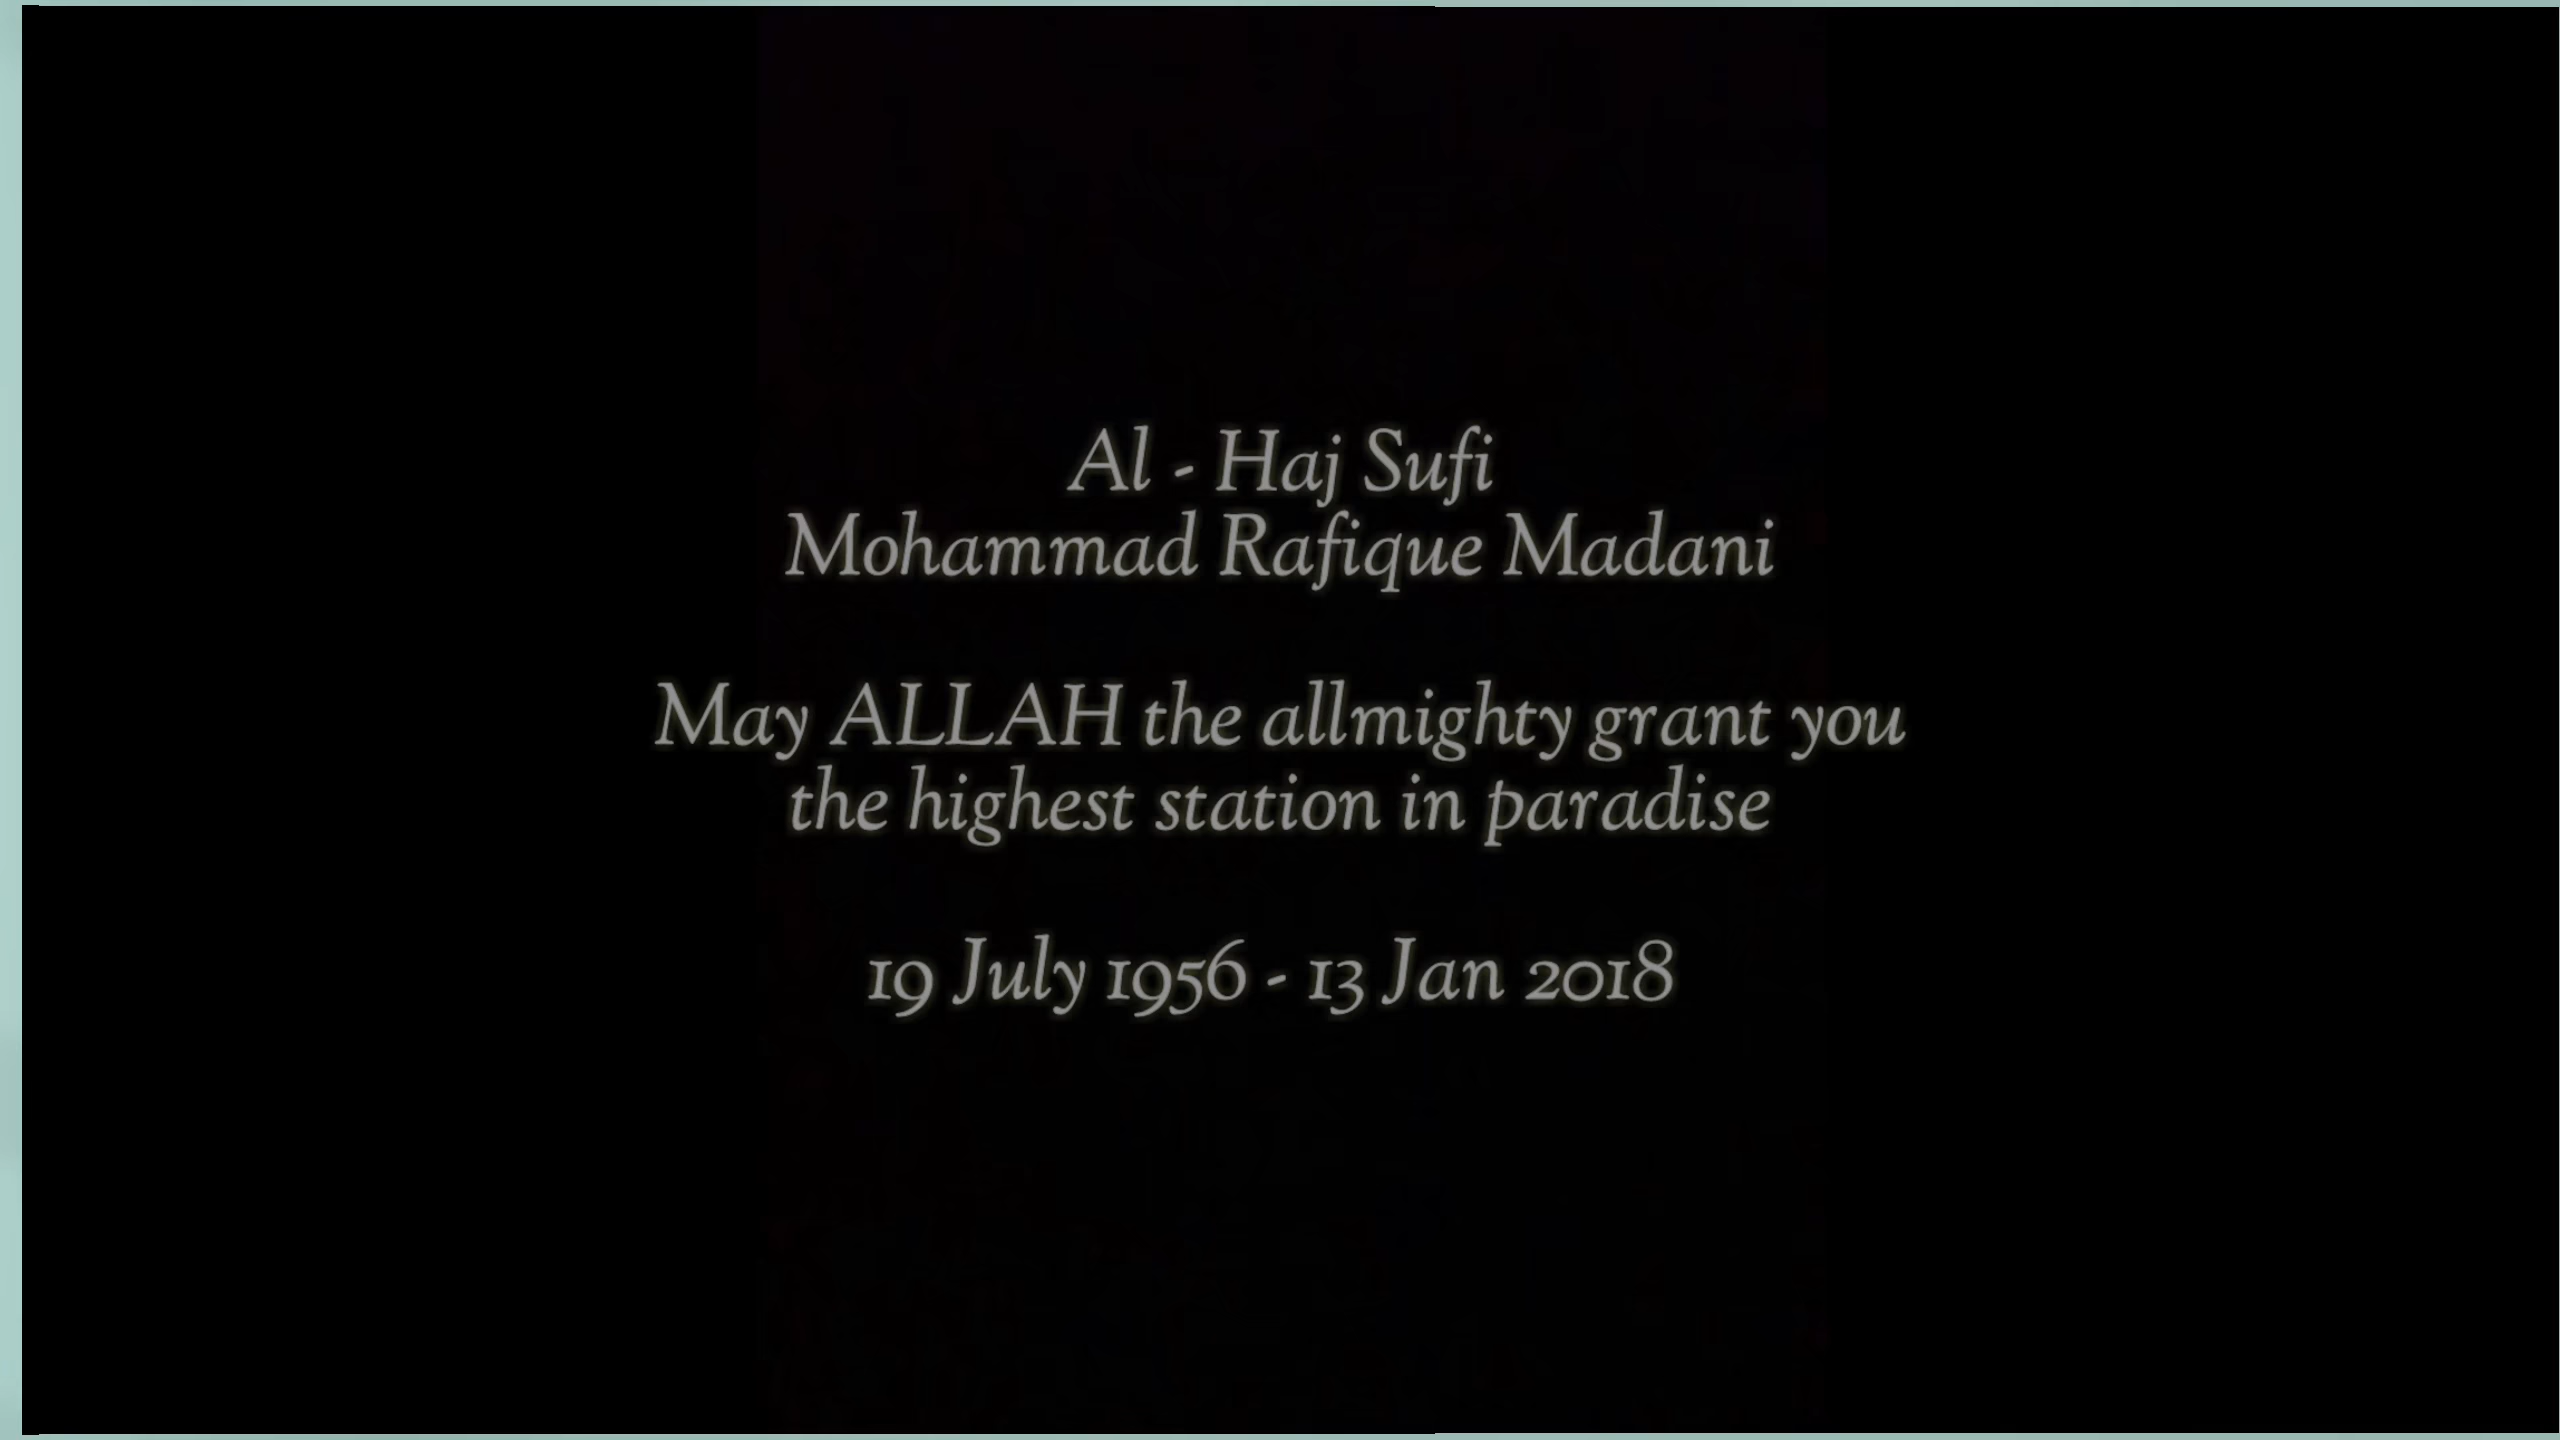 Al - Haj Sufi
Mohammad Rafique Madani
May ALLAH the allmighty grant you
the highest station in paradise
19 July 1956 - 13 Jan 2018